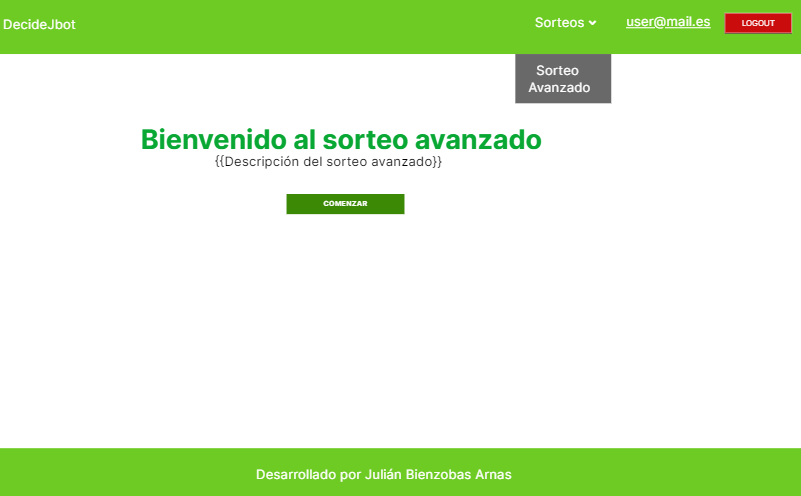 DecideJbot
Sorteos
user@mail.es
LOGOUT
Sorteo
Avanzado
Bienvenido al sorteo avanzado
{{Descripción del sorteo avanzado}}
COMENZAR
Desarrollado por Julián Bienzobas Arnas